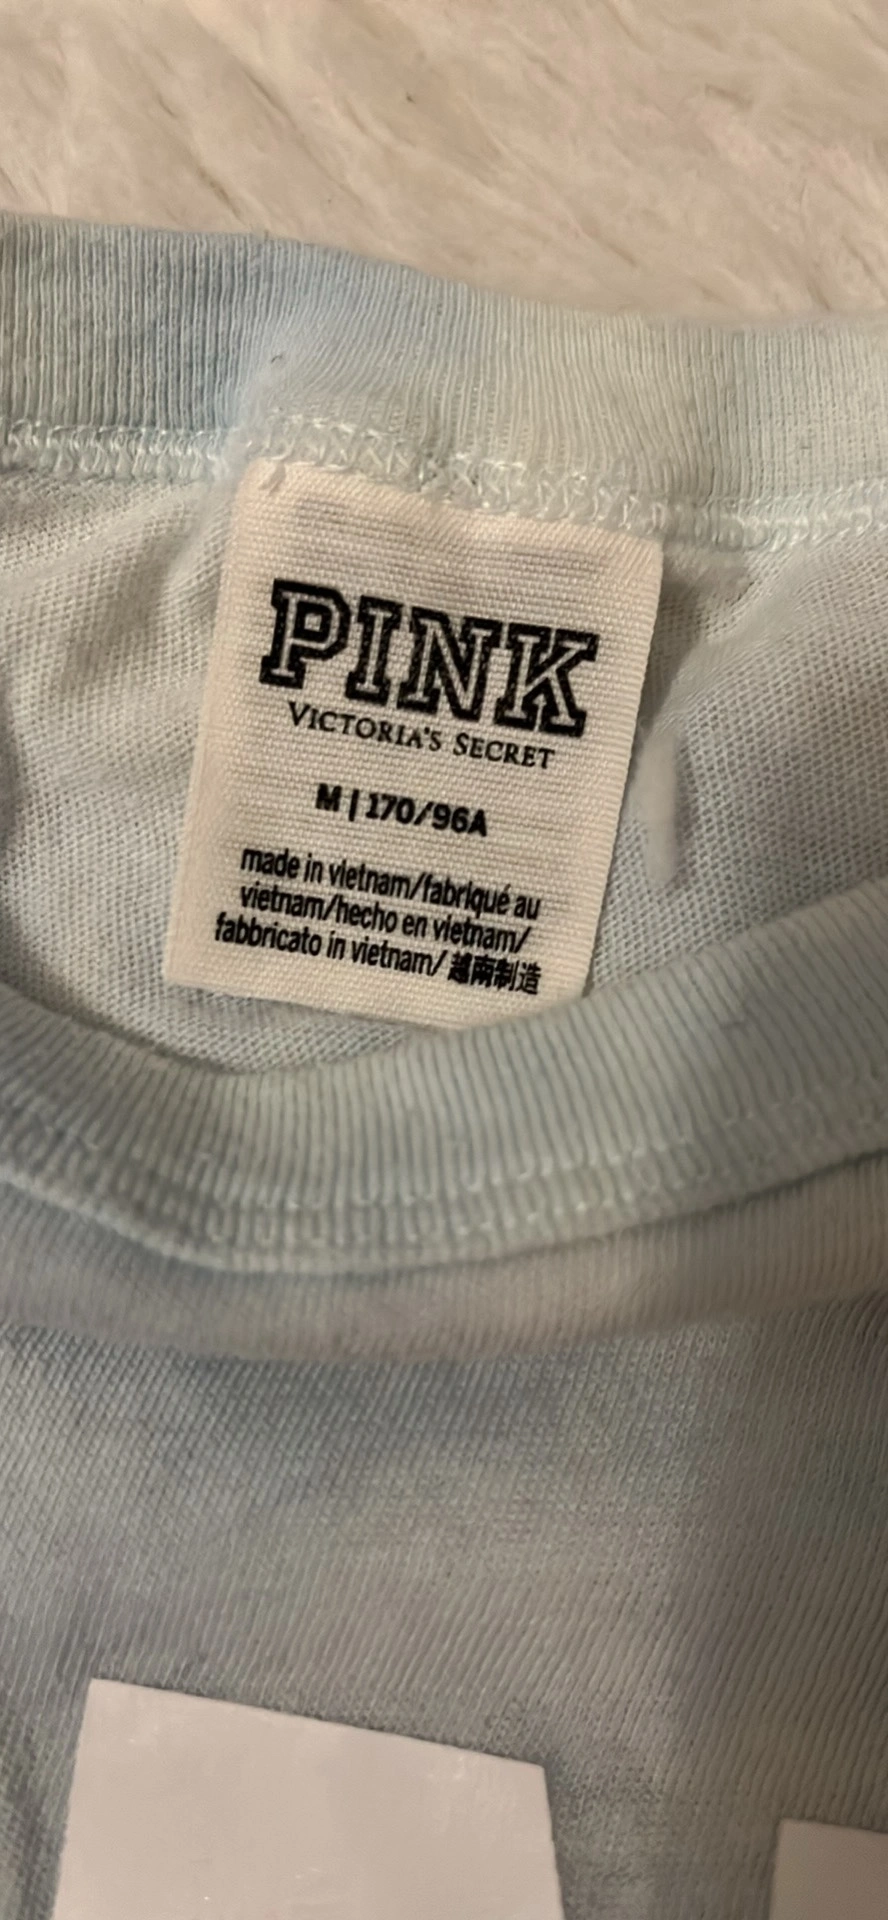 PINK
VICTORIA'S SECRET
M | 170/96A
made in vietnam/fabriqué au
vietnam/hecho en vietnam/
fabbricato in vietnam/ 越南制造